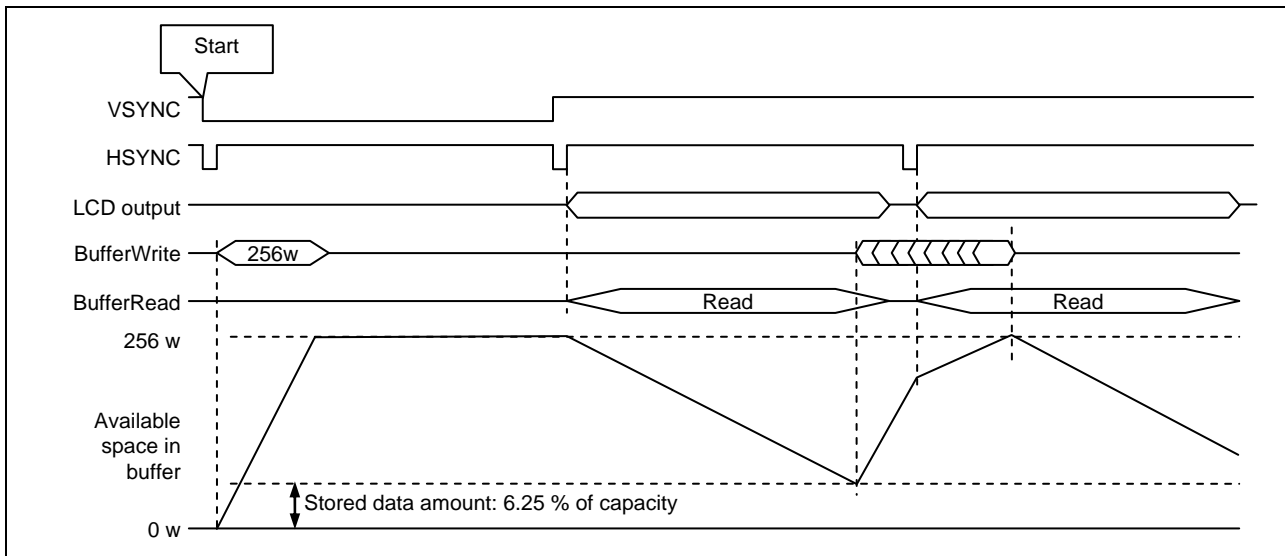 Start
VSYNC
HSYNC
LCD output
BufferWrite
256w
BufferRead
Read
Read
256 w
Available
space in
buffer
Stored data amount: 6.25 % of capacity
0 w